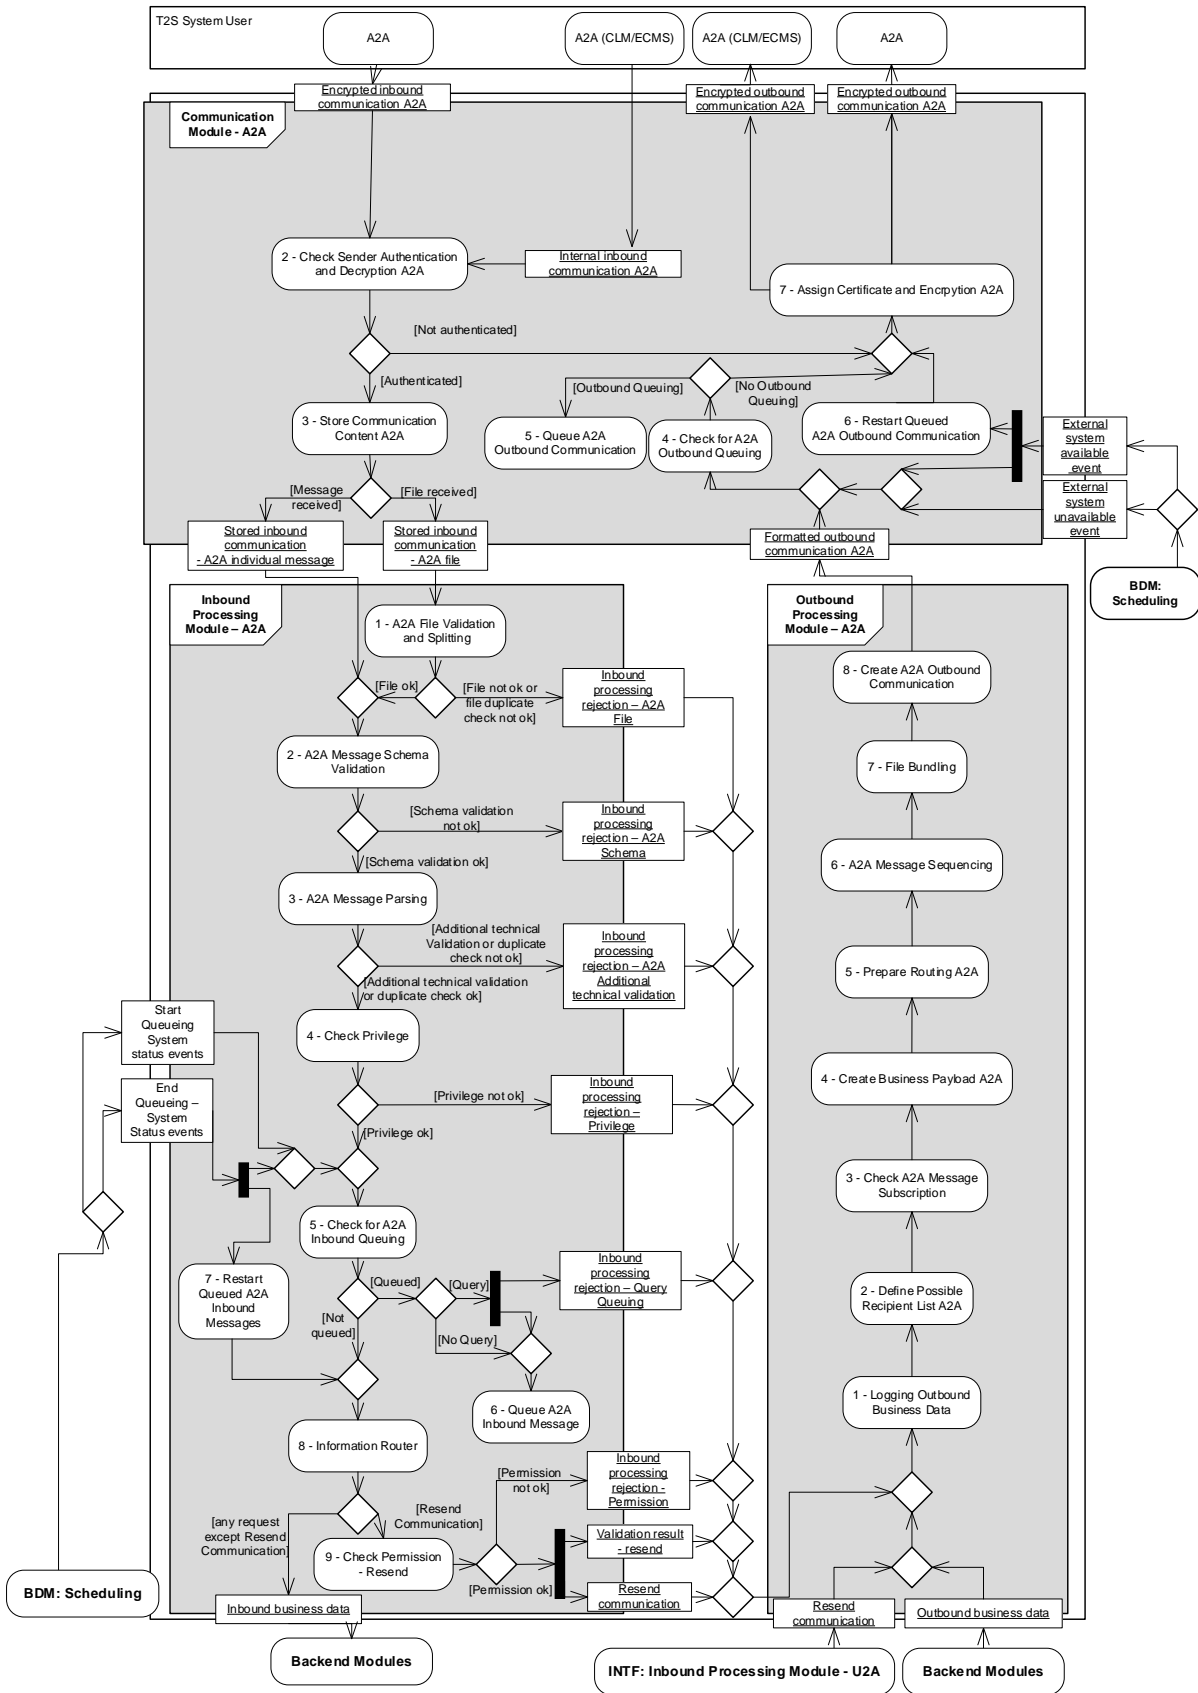 T2S System User
A2A
A2A (CLM/ECMS)
A2A (CLM/ECMS)
A2A
Encrypted inbound
communication A2A
Encrypted outbound
communication A2A
Encrypted outbound
communication A2A
Communication
Module - A2A
2 - Check Sender Authentication
and Decryption A2A
Internal inbound
communication A2A
7 - Assign Certificate and Encrpytion A2A
[Not authenticated]
[Authenticated]
[Outbound Queuing]
[No Outbound
Queuing]
3 - Store Communication
Content A2A
5 - Queue A2A
Outbound Communication
4 - Check for A2A
Outbound Queuing
6 - Restart Queued
A2A Outbound Communication
External
system
available
event
[Message
received]
[File received]
External
system
unavailable
event
Stored inbound
communication
- A2A individual message
Stored inbound
communication
- A2A file
Formatted outbound
communication A2A
BDM:
Scheduling
Inbound
Processing
Module – A2A
Outbound
Processing
Module – A2A
1 - A2A File Validation
and Splitting
[File ok]
[File not ok or
file duplicate
check not ok]
Inbound
processing
rejection – A2A
File
8 - Create A2A Outbound
Communication
2 - A2A Message Schema
Validation
7 - File Bundling
[Schema validation
not ok]
Inbound
processing
rejection – A2A
Schema
[Schema validation ok]
6 - A2A Message Sequencing
3 - A2A Message Parsing
[Additional technical
Validation or duplicate
check not ok]
Inbound
processing
rejection – A2A
Additional
technical validation
[Additional technical validation
or duplicate check ok]
5 - Prepare Routing A2A
Start
Queueing
System
status events
4 - Check Privilege
4 - Create Business Payload A2A
End
Queueing –
System
Status events
[Privilege not ok]
Inbound
processing
rejection –
Privilege
[Privilege ok]
3 - Check A2A Message
Subscription
5 - Check for A2A
Inbound Queuing
7 - Restart
Queued A2A
Inbound
Messages
[Queued]
[Query]
Inbound
processing
rejection – Query
Queuing
2 - Define Possible
Recipient List A2A
[Not
queued]
[No Query]
6 - Queue A2A
Inbound Message
1 - Logging Outbound
Business Data
8 - Information Router
[Permission
not ok]
Inbound
processing
rejection -
Permission
[any request
except Resend
Communication]
[Resend
Communication]
9 - Check Permission
- Resend
Validation result
- resend
[Permission ok]
Resend
communication
BDM: Scheduling
Inbound business data
Resend
communication
Outbound business data
Backend Modules
INTF: Inbound Processing Module - U2A
Backend Modules